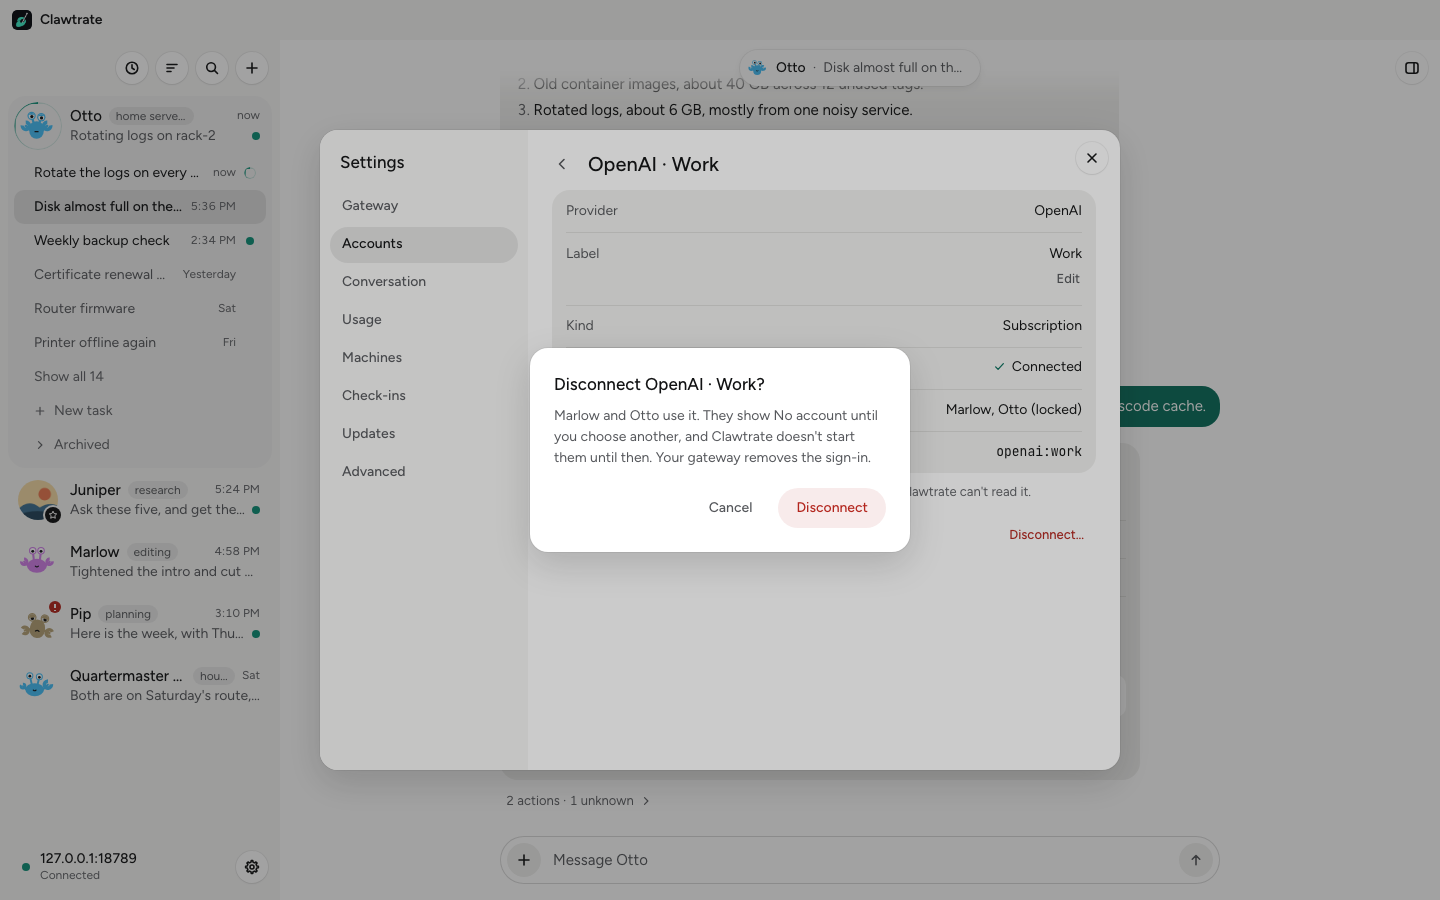 Clawtrate
Otto home serve... now
Rotating logs on rack-2
Rotate the logs on every ... now
Disk almost full on the... 5:36 PM
Weekly backup check 2:34 PM
Certificate renewal ... Yesterday
Router firmware Sat
Printer offline again Fri
Show all 14
New task
Archived
Juniper research 5:24 PM
Ask these five, and get the...
Marlow editing 4:58 PM
Tightened the intro and cut ...
Pip planning 3:10 PM
Here is the week, with Thu...
Quartermaster ... hou... Sat
Both are on Saturday's route,...
127.0.0.1:18789
Connected
Otto · Disk almost full on th...
2. Old container images, about 40 GB across 12 unused tags.
3. Rotated logs, about 6 GB, mostly from one noisy service.
Settings
Gateway
Accounts
Conversation
Usage
Machines
Check-ins
Updates
Advanced
OpenAI · Work
Provider OpenAI
Label Work
Edit
Kind Subscription
Connected
Marlow, Otto (locked)
openai:work
lawtrate can't read it.
Disconnect...
Disconnect OpenAI · Work?
Marlow and Otto use it. They show No account until
you choose another, and Clawtrate doesn't start
them until then. Your gateway removes the sign-in.
Cancel Disconnect
scode cache.
2 actions · 1 unknown
Message Otto